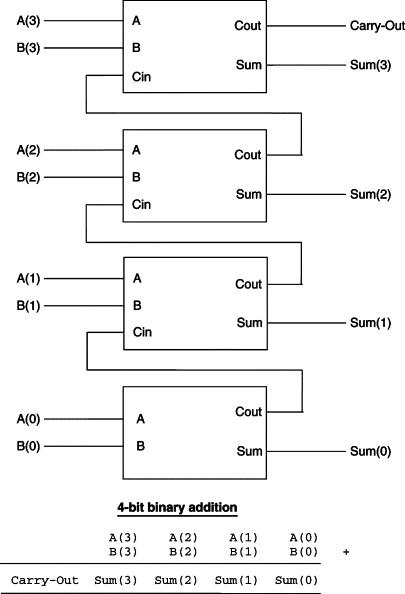 A(3) A Cout Carry-Out
B(3) B
Cin Sum Sum(3)
A(2) A Cout
B(2) B
Cin Sum Sum(2)
A(1) A Cout
B(1) B
Cin Sum Sum(1)
A(0) A Cout
B(0) B
Sum Sum(0)
4-bit binary addition
A(3) A(2) A(1) A(0)
B(3) B(2) B(1) B(0) +
Carry-Out Sum(3) Sum(2) Sum(1) Sum(0)